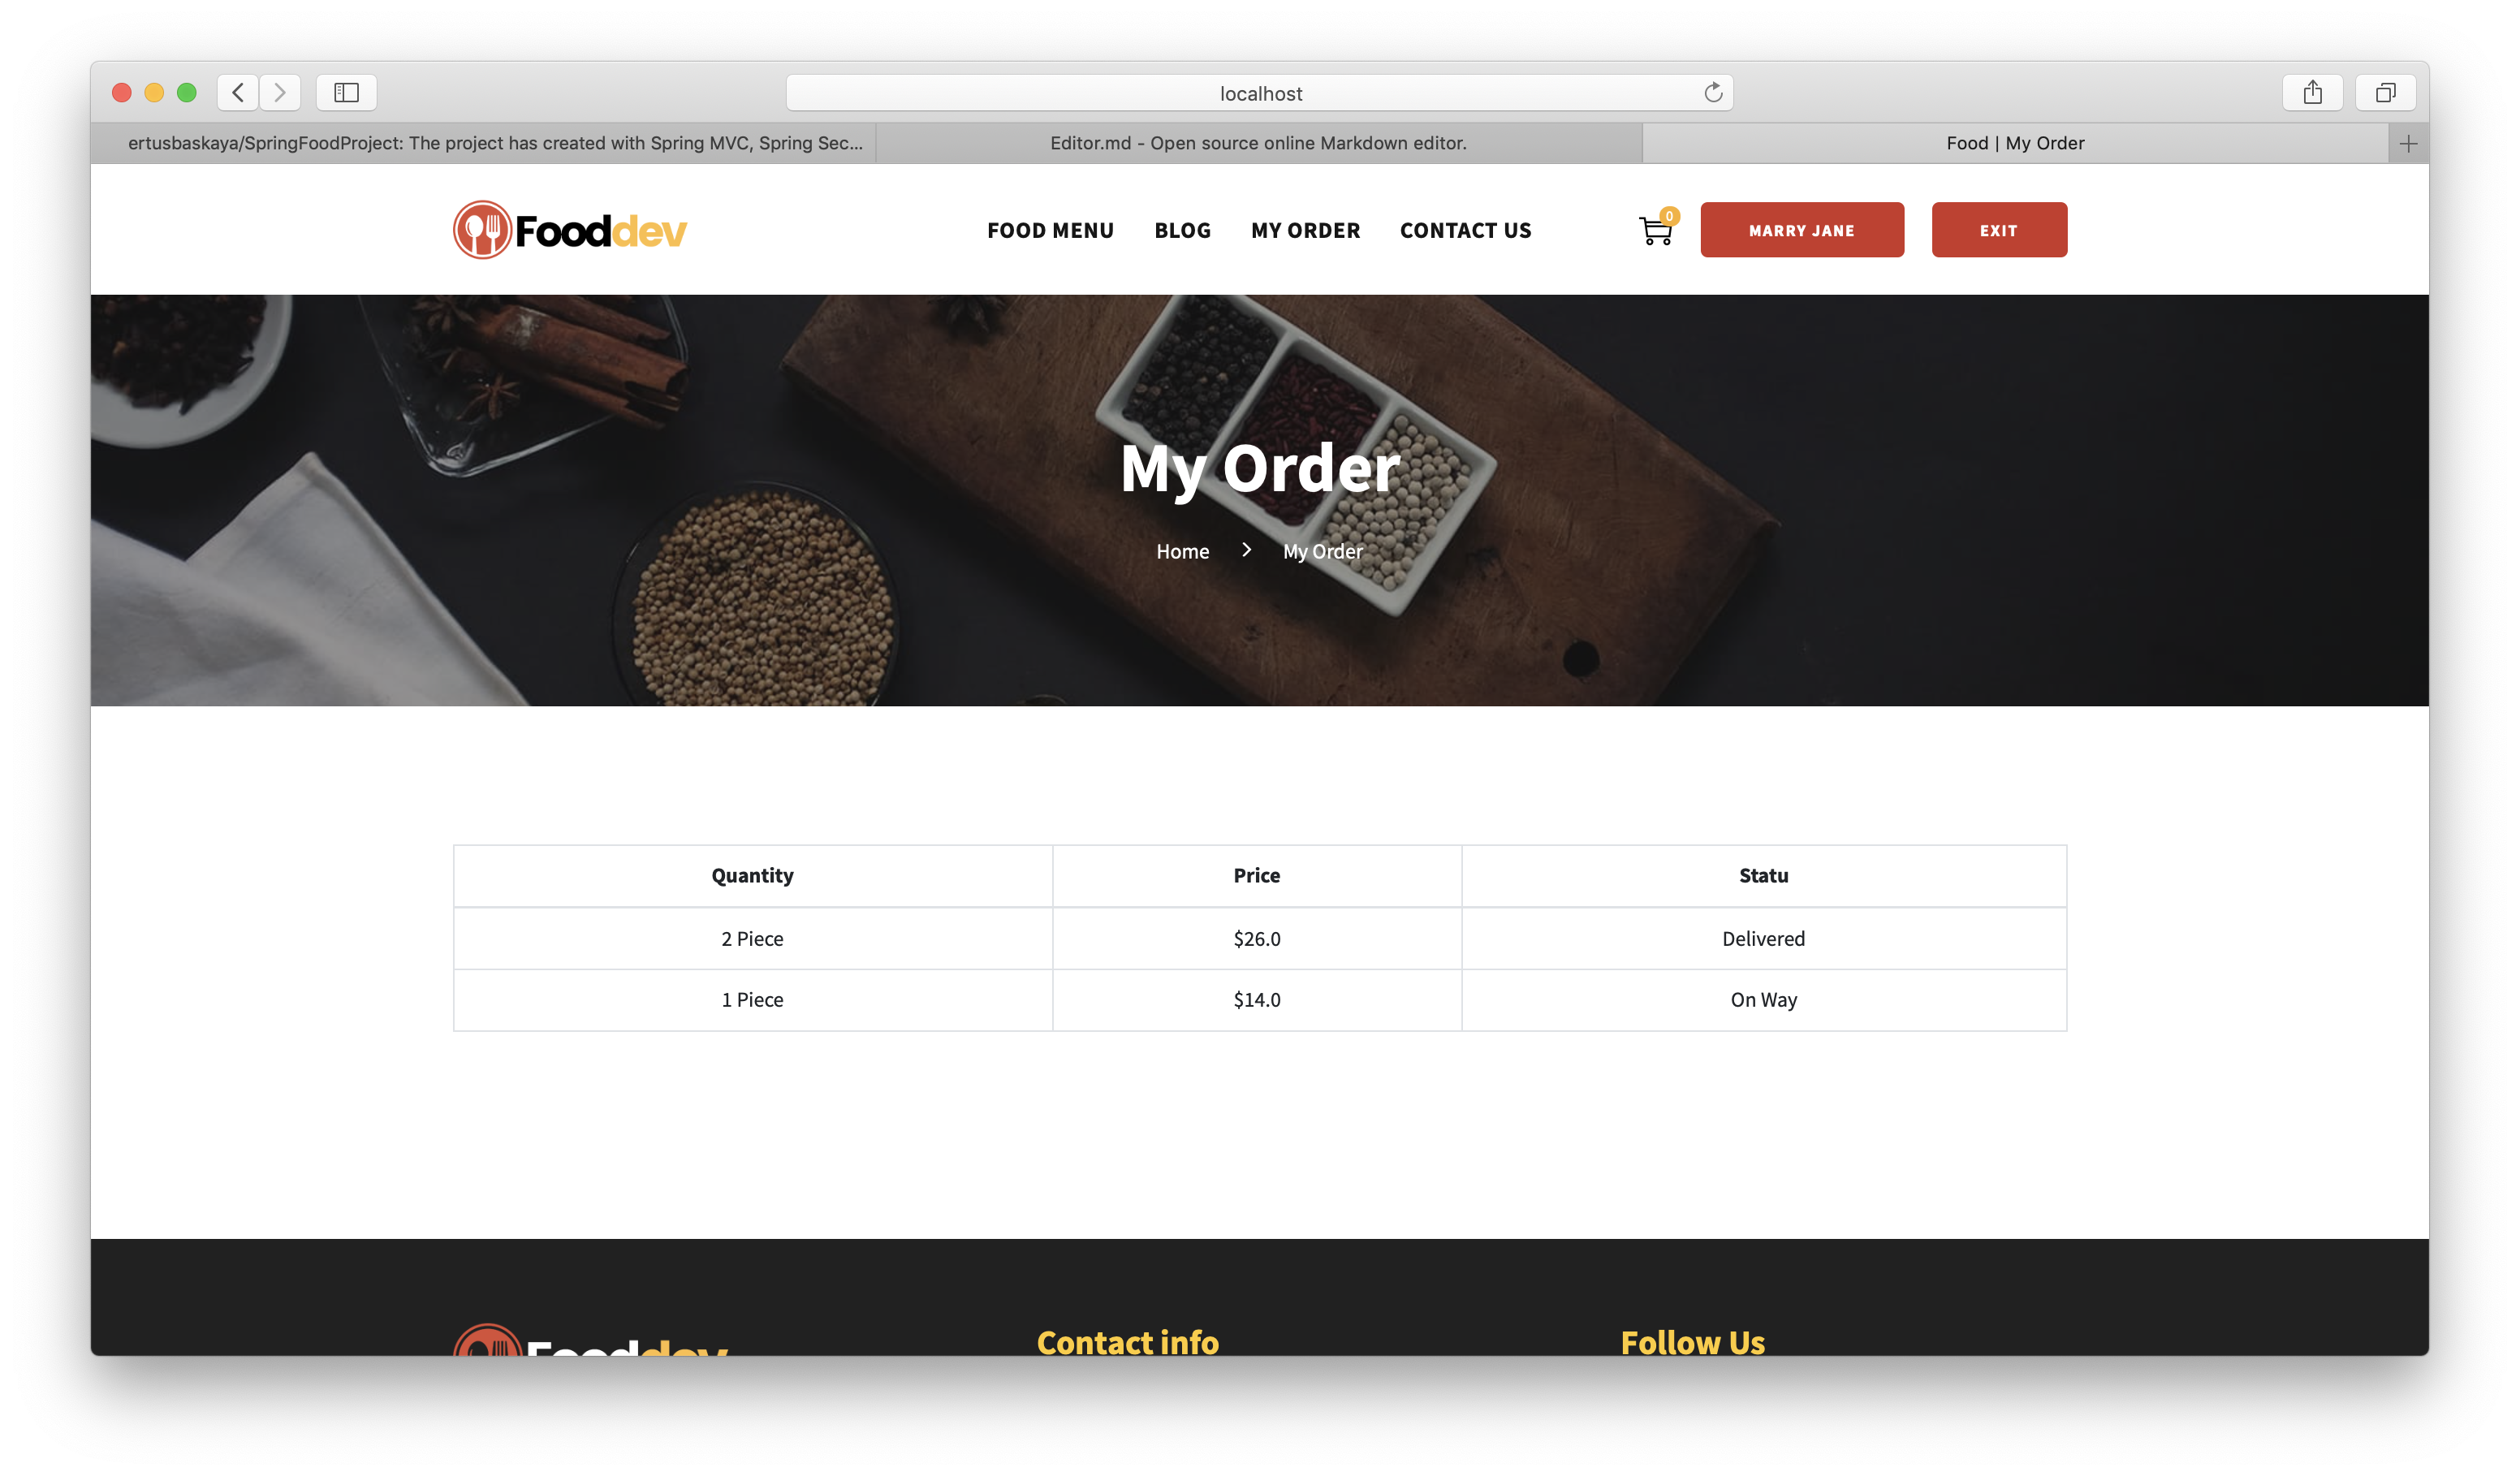 localhost
ertusbaskaya/SpringFoodProject: The project has created with Spring MVC, Spring Sec...
Editor.md - Open source online Markdown editor.
Food | My Order
Fooddev
FOOD MENU
BLOG
MY ORDER
CONTACT US
0
MARRY JANE
EXIT
My Order
Home
My Order
Quantity Price Statu
2 Piece $26.0 Delivered
1 Piece $14.0 On Way
Fooddev
Contact info
Follow Us